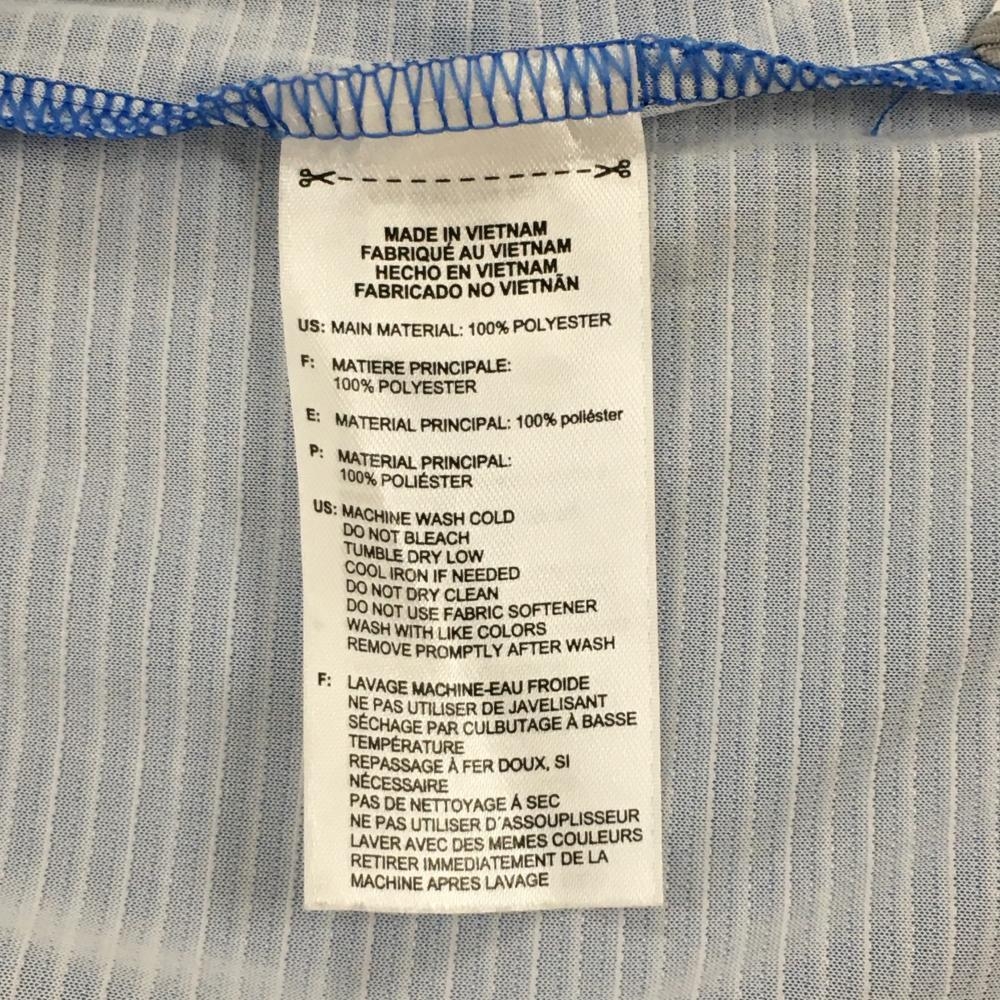 MADE IN VIETNAM
FABRIQUÉ AU VIETNAM
HECHO EN VIETNAM
FABRICADO NO VIETNÃN
US: MAIN MATERIAL: 100% POLYESTER
F: MATIERE PRINCIPALE:
100% POLYESTER
E: MATERIAL PRINCIPAL: 100% poliéster
P: MATERIAL PRINCIPAL:
100% POLIÉSTER
US: MACHINE WASH COLD
DO NOT BLEACH
TUMBLE DRY LOW
COOL IRON IF NEEDED
DO NOT DRY CLEAN
DO NOT USE FABRIC SOFTENER
WASH WITH LIKE COLORS
REMOVE PROMPTLY AFTER WASH
F: LAVAGE MACHINE-EAU FROIDE
NE PAS UTILISER DE JAVELISANT
SÉCHAGE PAR CULBUTAGE À BASSE
TEMPÉRATURE
REPASSAGE À FER DOUX, SI
NÉCESSAIRE
PAS DE NETTOYAGE Á SEC
NE PAS UTILISER D´ASSOUPLISSEUR
LAVER AVEC DES MEMES COULEURS
RETIRER IMMEDIATEMENT DE LA
MACHINE APRES LAVAGE